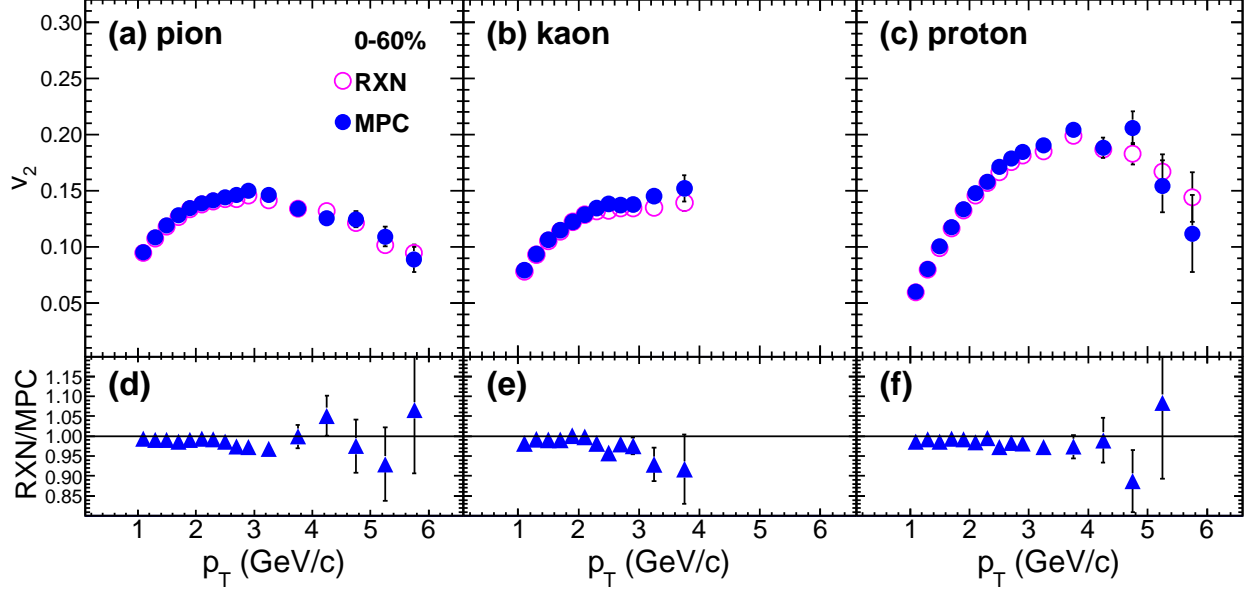 (a) pion
0-60%
RXN
MPC
(b) kaon
(c) proton
v2
0.30
0.25
0.20
0.15
0.10
0.05
(d)
(e)
(f)
RXN/MPC
1.15
1.10
1.05
1.00
0.95
0.90
0.85
1 2 3 4 5 6
1 2 3 4 5 6
1 2 3 4 5 6
pT (GeV/c)
pT (GeV/c)
pT (GeV/c)